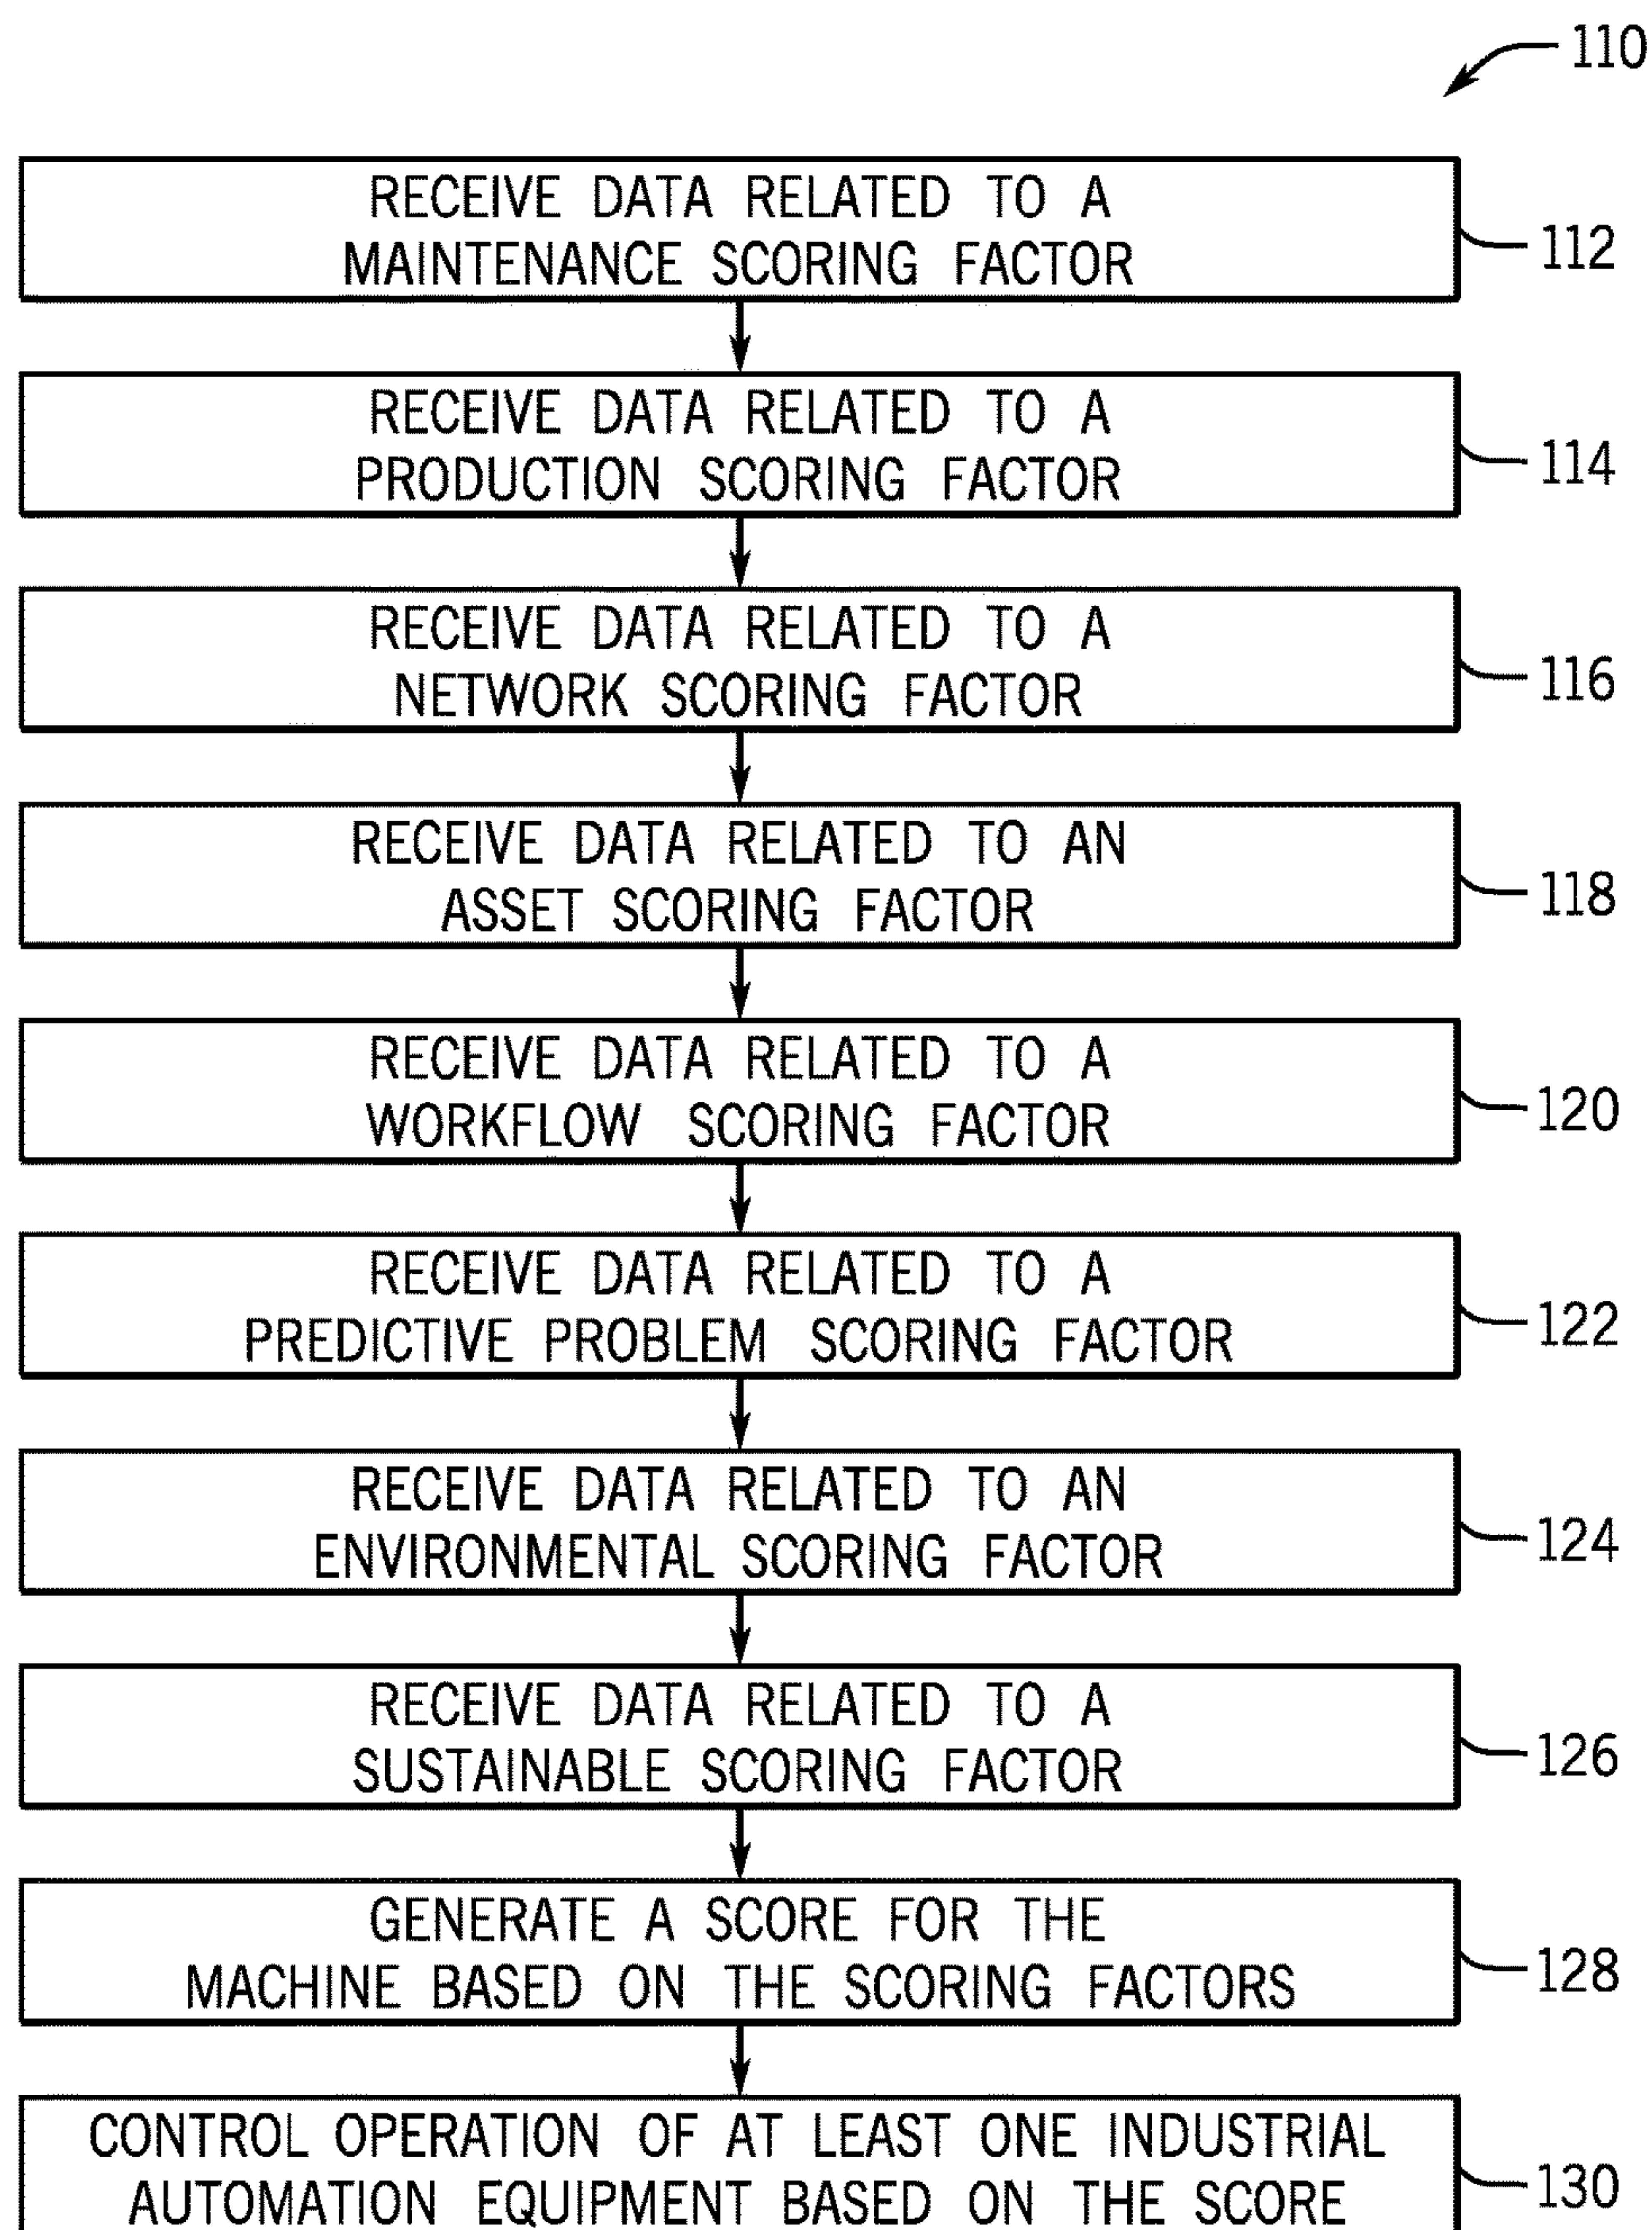 110
RECEIVE DATA RELATED TO A
MAINTENANCE SCORING FACTOR
112
RECEIVE DATA RELATED TO A
PRODUCTION SCORING FACTOR
114
RECEIVE DATA RELATED TO A
NETWORK SCORING FACTOR
116
RECEIVE DATA RELATED TO AN
ASSET SCORING FACTOR
118
RECEIVE DATA RELATED TO A
WORKFLOW SCORING FACTOR
120
RECEIVE DATA RELATED TO A
PREDICTIVE PROBLEM SCORING FACTOR
122
RECEIVE DATA RELATED TO AN
ENVIRONMENTAL SCORING FACTOR
124
RECEIVE DATA RELATED TO A
SUSTAINABLE SCORING FACTOR
126
GENERATE A SCORE FOR THE
MACHINE BASED ON THE SCORING FACTORS
128
CONTROL OPERATION OF AT LEAST ONE INDUSTRIAL
AUTOMATION EQUIPMENT BASED ON THE SCORE
130